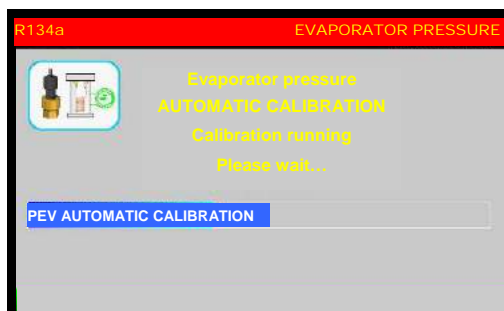 R134a EVAPORATOR PRESSURE
Evaporator pressure
AUTOMATIC CALIBRATION
Calibration running
Please wait...
PEV AUTOMATIC CALIBRATION